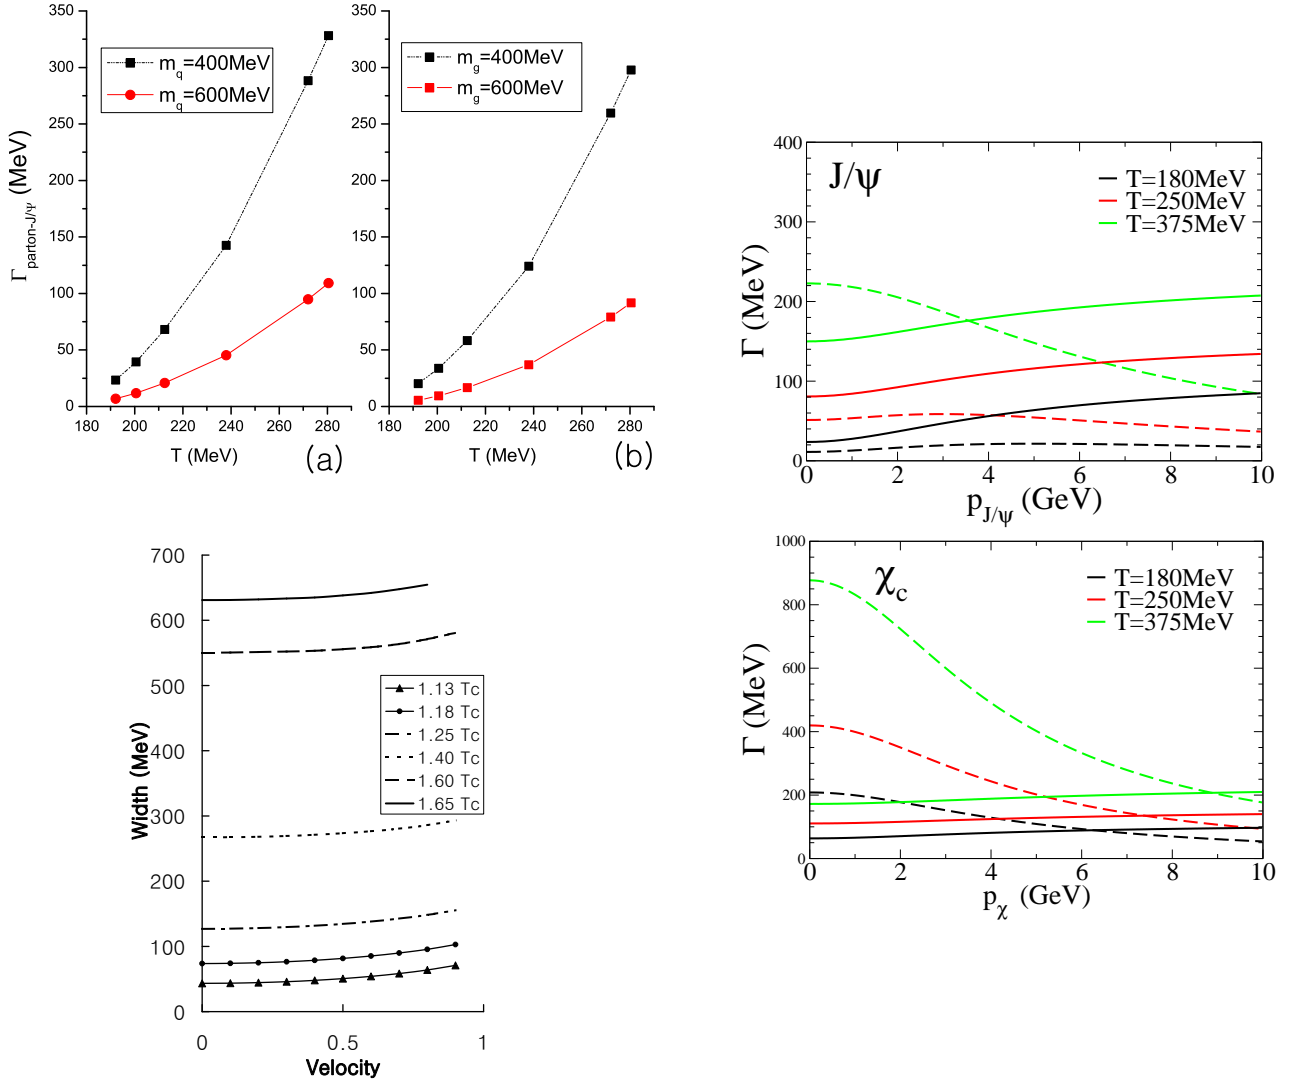 350
300
250
200
150
100
50
0
Γparton-J/Ψ (MeV)
mq=400MeV
mq=600MeV
180 200 220 240 260 280
T (MeV)
(a)
350
300
250
200
150
100
50
0
mg=400MeV
mg=600MeV
180 200 220 240 260 280
T (MeV)
(b)
400
300
200
100
0
Γ (MeV)
J/ψ
T=180MeV
T=250MeV
T=375MeV
0 2 4 6 8 10
pJ/ψ (GeV)
700
600
500
400
300
200
100
0
Width (MeV)
1.13 Tc
1.18 Tc
1.25 Tc
1.40 Tc
1.60 Tc
1.65 Tc
0 0.5 1
Velocity
1000
800
600
400
200
0
Γ (MeV)
χc
T=180MeV
T=250MeV
T=375MeV
0 2 4 6 8 10
pχ (GeV)